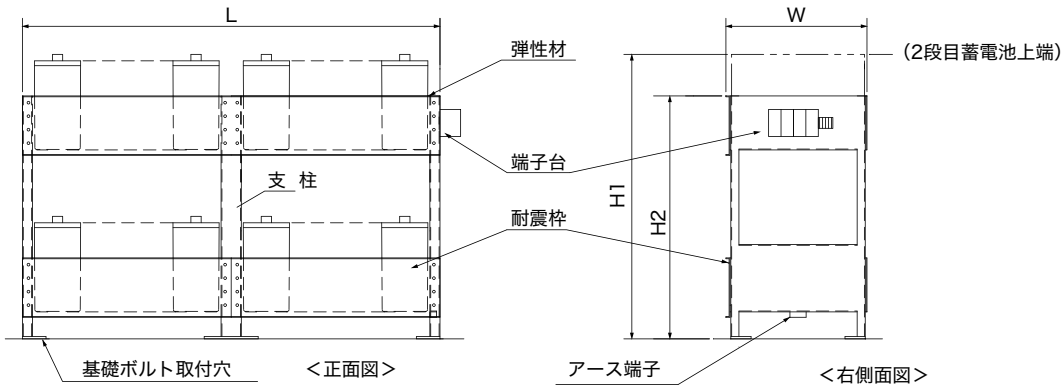 L
W
弾性材
(2段目蓄電池上端)
端子台
支 柱
H1
H2
耐震枠
基礎ボルト取付穴
＜正面図＞
アース端子
＜右側面図＞